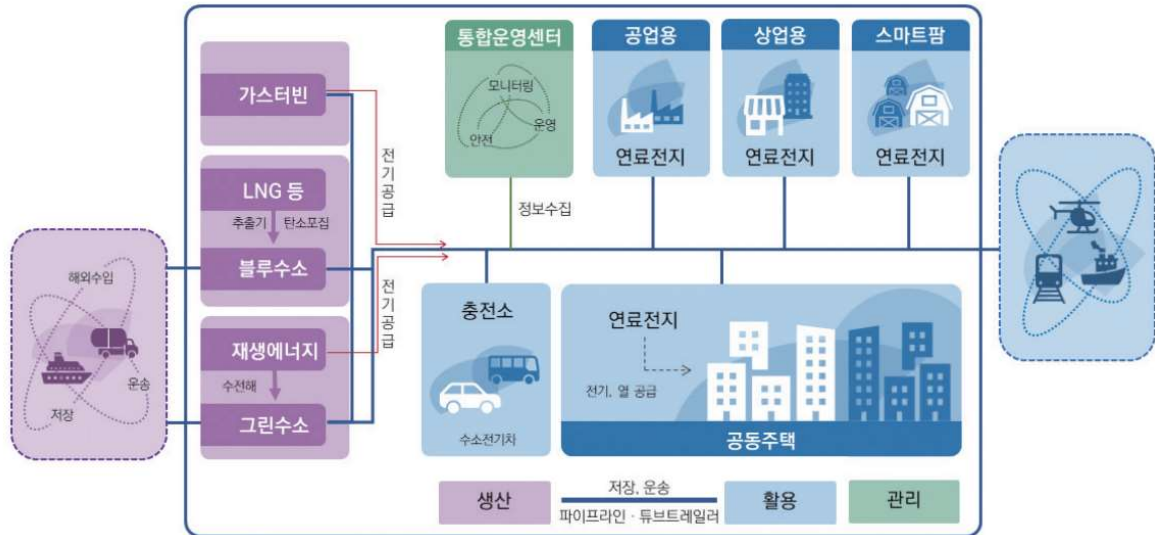 해외수입
운송
저장
가스터빈
LNG 등
추출기
탄소포집
블루수소
재생에너지
수전해
그린수소
전기공급
전기공급
통합운영센터
모니터링
운영
안전
정보수집
공업용
연료전지
상업용
연료전지
스마트팜
연료전지
충전소
수소전기차
연료전지
전기, 열 공급
공동주택
생산
저장, 운송
파이프라인 · 튜브트레일러
활용
관리